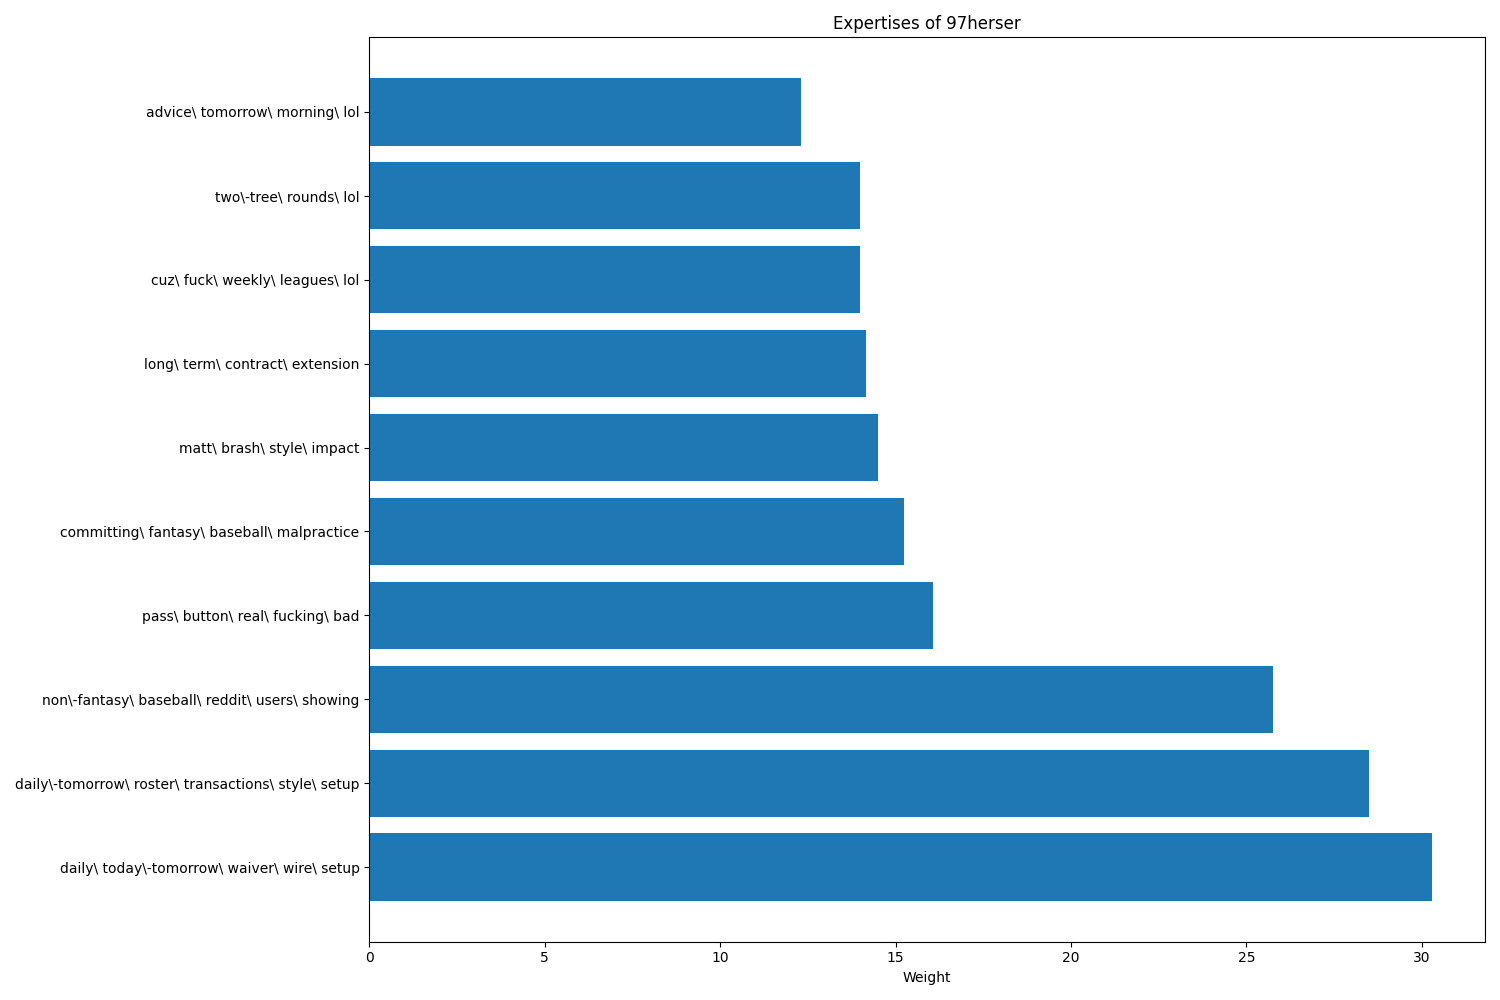 Expertises of 97herser
advice\ tomorrow\ morning\ lol
two\-tree\ rounds\ lol
cuz\ fuck\ weekly\ leagues\ lol
long\ term\ contract\ extension
matt\ brash\ style\ impact
committing\ fantasy\ baseball\ malpractice
pass\ button\ real\ fucking\ bad
non\-fantasy\ baseball\ reddit\ users\ showing
daily\-tomorrow\ roster\ transactions\ style\ setup
daily\ today\-tomorrow\ waiver\ wire\ setup
0 5 10 15 20 25 30
Weight